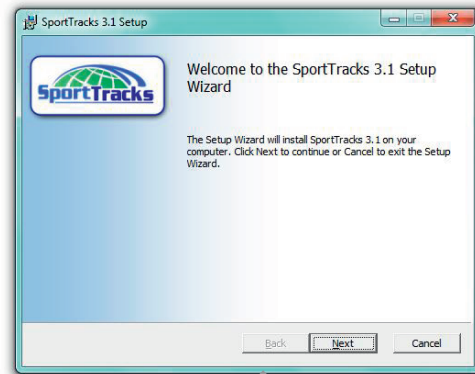 SportTracks 3.1 Setup
SportTracks
Welcome to the SportTracks 3.1 Setup
Wizard
The Setup Wizard will install SportTracks 3.1 on your
computer. Click Next to continue or Cancel to exit the Setup
Wizard.
Back Next Cancel